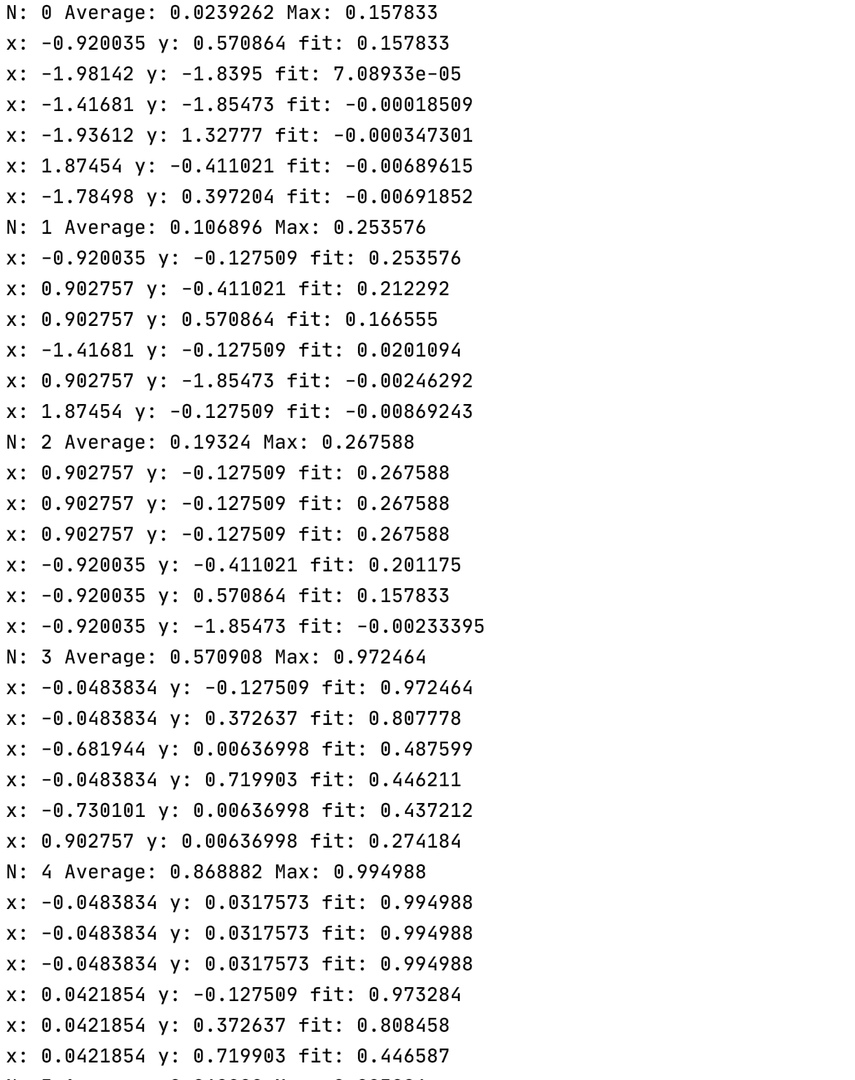 N: 0 Average: 0.0239262 Max: 0.157833
x: -0.920035 y: 0.570864 fit: 0.157833
x: -1.98142 y: -1.8395 fit: 7.08933e-05
x: -1.41681 y: -1.85473 fit: -0.00018509
x: -1.93612 y: 1.32777 fit: -0.000347301
x: 1.87454 y: -0.411021 fit: -0.00689615
x: -1.78498 y: 0.397204 fit: -0.00691852
N: 1 Average: 0.106896 Max: 0.253576
x: -0.920035 y: -0.127509 fit: 0.253576
x: 0.902757 y: -0.411021 fit: 0.212292
x: 0.902757 y: 0.570864 fit: 0.166555
x: -1.41681 y: -0.127509 fit: 0.0201094
x: 0.902757 y: -1.85473 fit: -0.00246292
x: 1.87454 y: -0.127509 fit: -0.00869243
N: 2 Average: 0.19324 Max: 0.267588
x: 0.902757 y: -0.127509 fit: 0.267588
x: 0.902757 y: -0.127509 fit: 0.267588
x: 0.902757 y: -0.127509 fit: 0.267588
x: -0.920035 y: -0.411021 fit: 0.201175
x: -0.920035 y: 0.570864 fit: 0.157833
x: -0.920035 y: -1.85473 fit: -0.00233395
N: 3 Average: 0.570908 Max: 0.972464
x: -0.0483834 y: -0.127509 fit: 0.972464
x: -0.0483834 y: 0.372637 fit: 0.807778
x: -0.681944 y: 0.00636998 fit: 0.487599
x: -0.0483834 y: 0.719903 fit: 0.446211
x: -0.730101 y: 0.00636998 fit: 0.437212
x: 0.902757 y: 0.00636998 fit: 0.274184
N: 4 Average: 0.868882 Max: 0.994988
x: -0.0483834 y: 0.0317573 fit: 0.994988
x: -0.0483834 y: 0.0317573 fit: 0.994988
x: -0.0483834 y: 0.0317573 fit: 0.994988
x: 0.0421854 y: -0.127509 fit: 0.973284
x: 0.0421854 y: 0.372637 fit: 0.808458
x: 0.0421854 y: 0.719903 fit: 0.446587